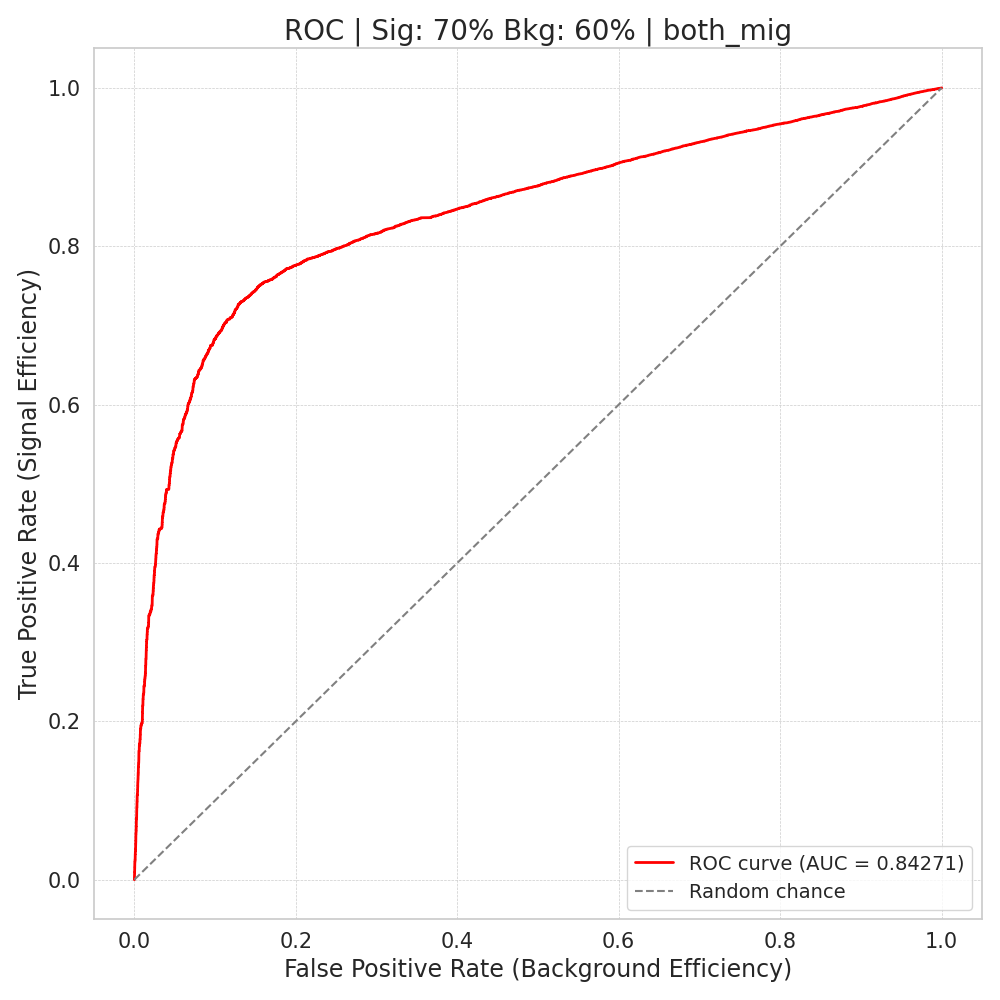 ROC | Sig: 70% Bkg: 60% | both_mig
True Positive Rate (Signal Efficiency)
1.0
0.8
0.6
0.4
0.2
0.0
ROC curve (AUC = 0.84271)
Random chance
0.0 0.2 0.4 0.6 0.8 1.0
False Positive Rate (Background Efficiency)